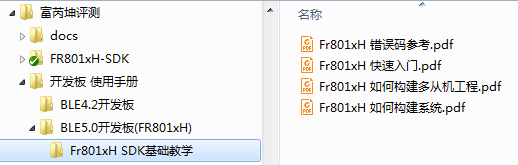 富芮坤评测
docs
FR801xH-SDK
开发板 使用手册
BLE4.2开发板
BLE5.0开发板(FR801xH)
Fr801xH SDK基础教学
名称
Fr801xH 错误码参考.pdf
Fr801xH 快速入门.pdf
Fr801xH 如何构建多从机工程.pdf
Fr801xH 如何构建系统.pdf